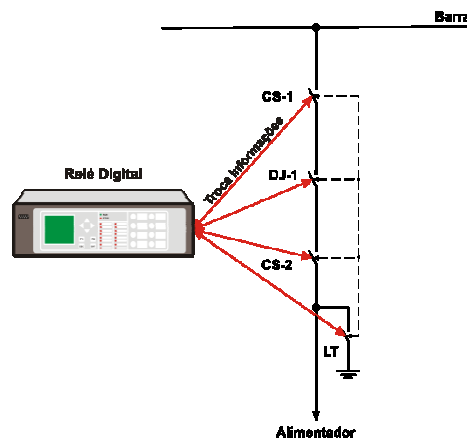 Barra
CS-1
Troca Informações
DJ-1
Relé Digital
CS-2
LT
Alimentador